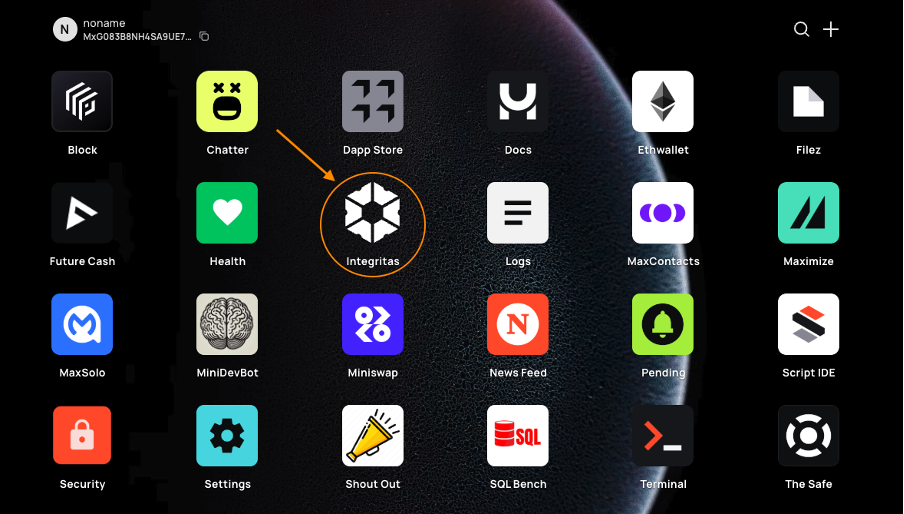 N
noname
MxG083B8NH4SA9UE7...
Block
Chatter
Dapp Store
Docs
Ethwallet
Filez
Future Cash
Health
Integritas
Logs
MaxContacts
Maximize
MaxSolo
MiniDevBot
Miniswap
N
News Feed
Pending
Script IDE
SQL
Security
Settings
Shout Out
SQL Bench
Terminal
The Safe